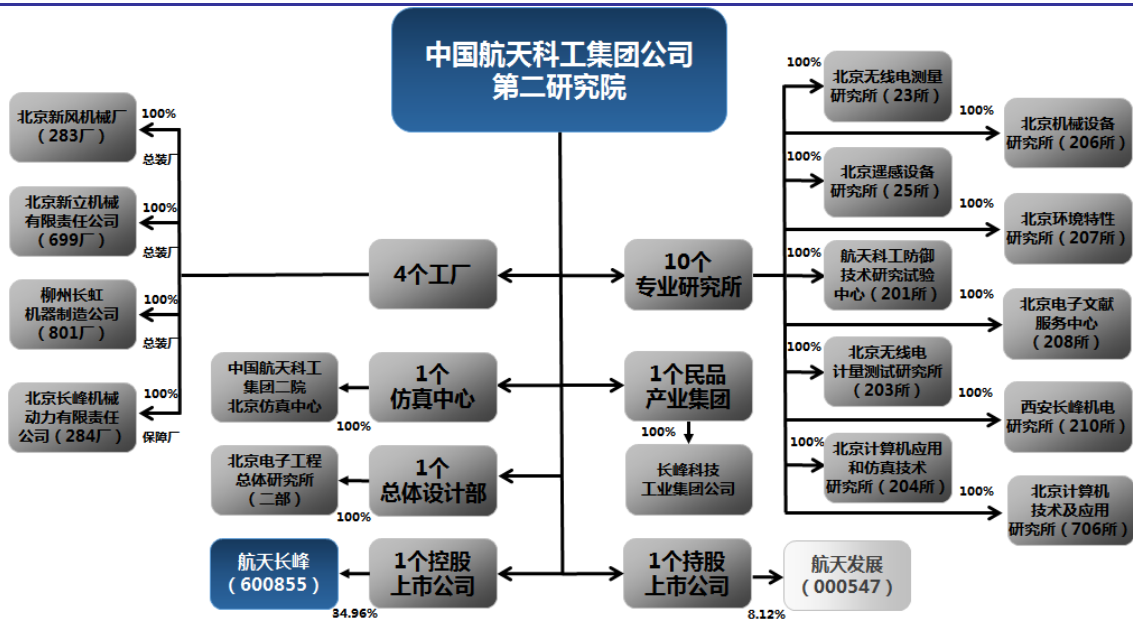 中国航天科工集团公司
第二研究院
100%
北京新风机械厂
（283厂）
总装厂
北京新立机械
有限责任公司
（699厂）
100%
总装厂
柳州长虹
机器制造公司
（801厂）
100%
总装厂
北京长峰机械
动力有限责任
公司（284厂）
100%
保障厂
4个工厂
10个
专业研究所
1个
仿真中心
中国航天科工
集团二院
北京仿真中心
100%
1个民品
产业集团
100%
长峰科技
工业集团公司
1个
总体设计部
北京电子工程
总体研究所
（二部）
100%
1个控股
上市公司
航天长峰
（600855）
34.96%
1个持股
上市公司
航天发展
（000547）
8.12%
100%
北京无线电测量
研究所（23所）
100%
北京机械设备
研究所（206所）
100%
北京遥感设备
研究所（25所）
100%
北京环境特性
研究所（207所）
100%
航天科工防御
技术研究试验
中心（201所）
100%
北京电子文献
服务中心
（208所）
100%
北京无线电
计量测试研究所
（203所）
100%
西安长峰机电
研究所（210所）
100%
北京计算机应用
和仿真技术
研究所（204所）
100%
北京计算机
技术及应用
研究所（706所）